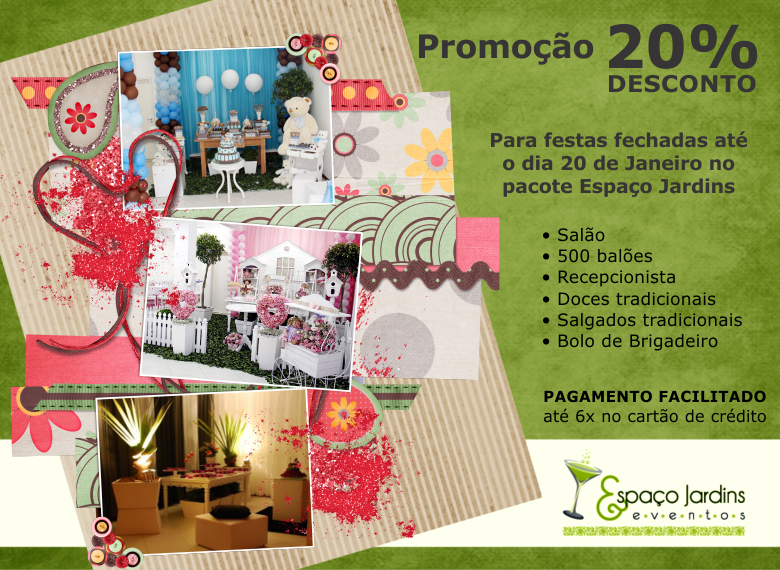 Promoção 20%
DESCONTO
Para festas fechadas até
o dia 20 de Janeiro no
pacote Espaço Jardins
• Salão
• 500 balões
• Recepcionista
• Doces tradicionais
• Salgados tradicionais
• Bolo de Brigadeiro
PAGAMENTO FACILITADO
até 6x no cartão de crédito
Espaço Jardins
e•v•e•n•t•o•s